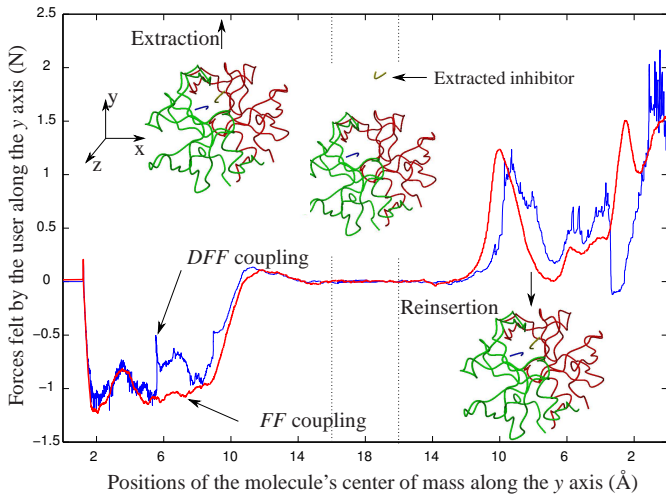 Forces felt by the user along the y axis (N)
2.5
2
1.5
1
0.5
0
−0.5
−1
−1.5
Extraction
Extracted inhibitor
y
x
z
DFF coupling
FF coupling
Reinsertion
2 6 10 14 18 14 10 6 2 0
Positions of the molecule's center of mass along the y axis (Å)